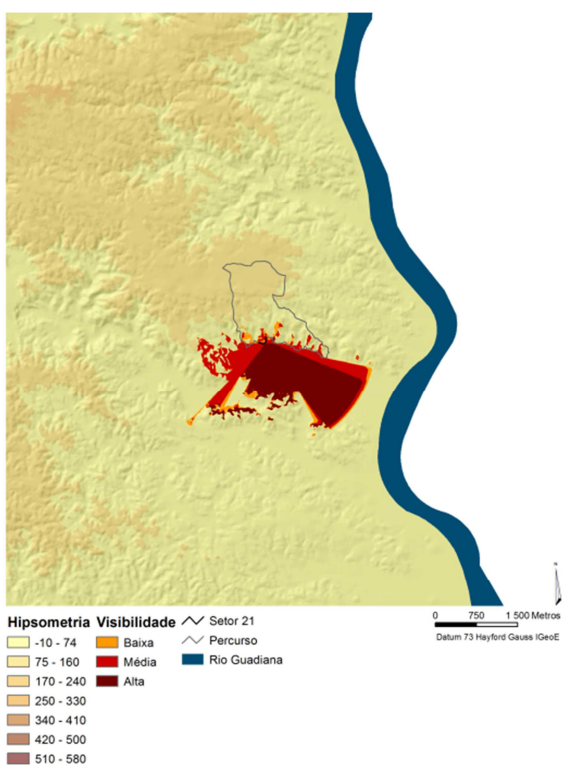 0 750 1 500 Metros
Datum 73 Hayford Gauss IGeoE
Hipsometria
-10 - 74
75 - 160
170 - 240
250 - 330
340 - 410
420 - 500
510 - 580
Visibilidade
Baixa
Média
Alta
Setor 21
Percurso
Rio Guadiana